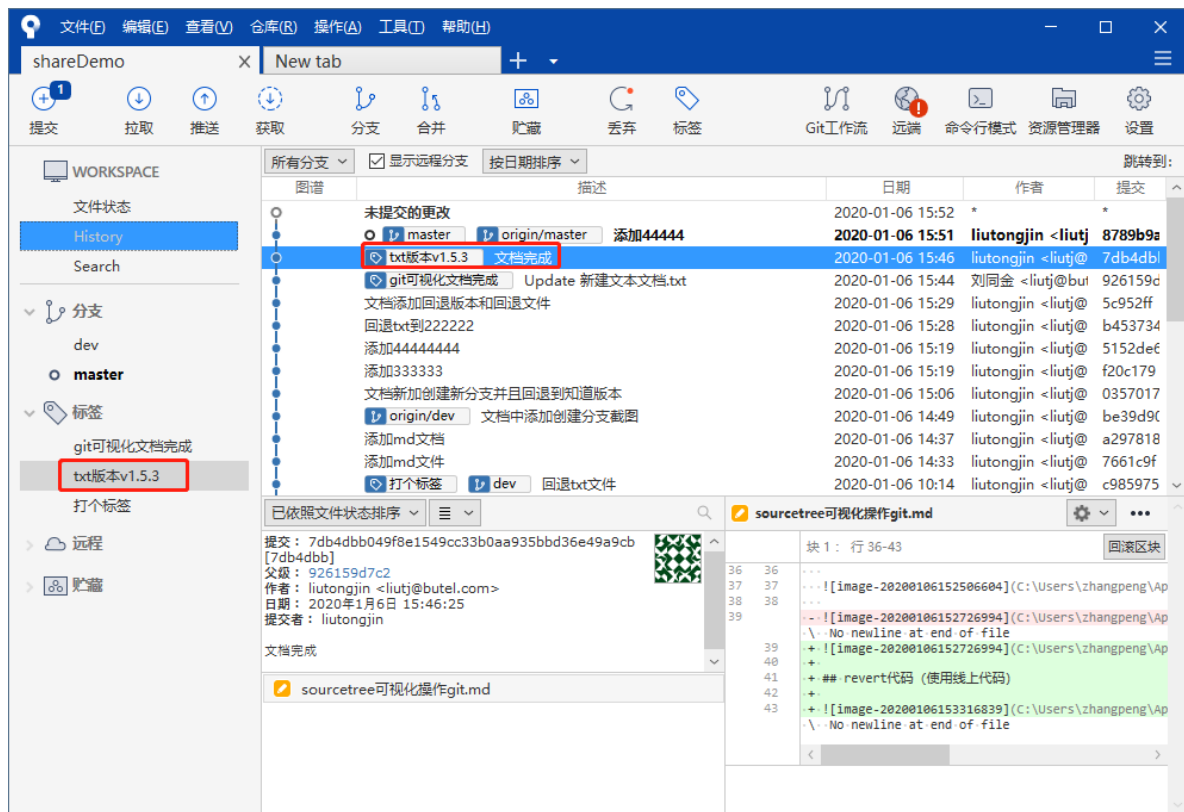 文件(F) 编辑(E) 查看(V) 仓库(R) 操作(A) 工具(T) 帮助(H)
shareDemo New tab
1
提交 拉取 推送 获取 分支 合并 贮藏 丢弃 标签 Git工作流 远端 命令行模式 资源管理器 设置
WORKSPACE
文件状态
History
Search
分支
dev
master
标签
git可视化文档完成
txt版本v1.5.3
打个标签
远程
贮藏
所有分支 显示远程分支 按日期排序 跳转到:
图谱 描述 日期 作者 提交
未提交的更改 2020-01-06 15:52 * *
master origin/master 添加44444 2020-01-06 15:51 liutongjin <liutj 8789b9a
txt版本v1.5.3 文档完成 2020-01-06 15:46 liutongjin <liutj@ 7db4dbl
git可视化文档完成 Update 新建文本文档.txt 2020-01-06 15:44 刘同金 <liutj@but 926159d
文档添加回退版本和回退文件 2020-01-06 15:29 liutongjin <liutj@ 5c952ff
回退txt到222222 2020-01-06 15:28 liutongjin <liutj@ b453734
添加44444444 2020-01-06 15:19 liutongjin <liutj@ 5152de6
添加333333 2020-01-06 15:19 liutongjin <liutj@ f20c179
文档新加创建新分支并且回退到知道版本 2020-01-06 15:06 liutongjin <liutj@ 0357017
origin/dev 文档中添加创建分支截图 2020-01-06 14:49 liutongjin <liutj@ be39d90
添加md文档 2020-01-06 14:37 liutongjin <liutj@ a297818
添加md文件 2020-01-06 14:33 liutongjin <liutj@ 7661c9f
打个标签 dev 回退txt文件 2020-01-06 10:14 liutongjin <liutj@ c985975
已依照文件状态排序
提交： 7db4dbb049f8e1549cc33b0aa935bbd36e49a9cb
[7db4dbb]
父级： 926159d7c2
作者： liutongjin <liutj@butel.com>
日期： 2020年1月6日 15:46:25
提交者： liutongjin
文档完成
sourcetree可视化操作git.md
sourcetree可视化操作git.md
块 1： 行 36-43 回滚区块
36 36
37 37 ![image-20200106152506604](C:\Users\zhangpeng\Ap
38 38
39 - ![image-20200106152726994](C:\Users\zhangpeng\Ap
\ No newline at end of file
39 + ![image-20200106152726994](C:\Users\zhangpeng\Ap
40 +
41 + ## revert代码（使用线上代码）
42 +
43 + ![image-20200106153316839](C:\Users\zhangpeng\Ap
\ No newline at end of file